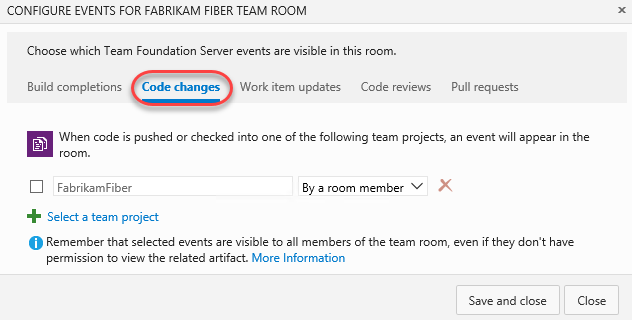 CONFIGURE EVENTS FOR FABRIKAM FIBER TEAM ROOM
Choose which Team Foundation Server events are visible in this room.
Build completions Code changes Work item updates Code reviews Pull requests
When code is pushed or checked into one of the following team projects, an event will appear in the
room.
FabrikamFiber By a room member
Select a team project
Remember that selected events are visible to all members of the team room, even if they don't have
permission to view the related artifact. More Information
Save and close Close